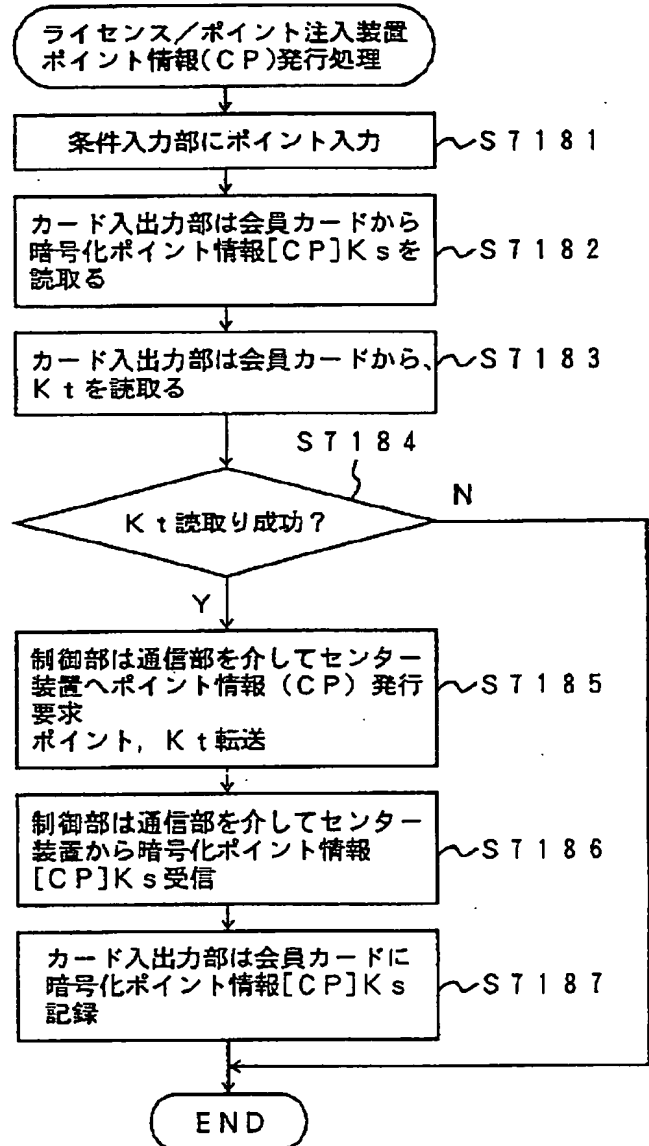 ライセンス／ポイント注入装置
ポイント情報(CP)発行処理
条件入力部にポイント入力
S7181
カード入出力部は会員カードから
暗号化ポイント情報[CP]Ksを
読取る
S7182
カード入出力部は会員カードから、
Ktを読取る
S7183
S7184
Kt読取り成功？
N
Y
制御部は通信部を介してセンター
装置へポイント情報（CP）発行
要求
ポイント，Kt転送
S7185
制御部は通信部を介してセンター
装置から暗号化ポイント情報
[CP]Ks受信
S7186
カード入出力部は会員カードに
暗号化ポイント情報[CP]Ks
記録
S7187
END